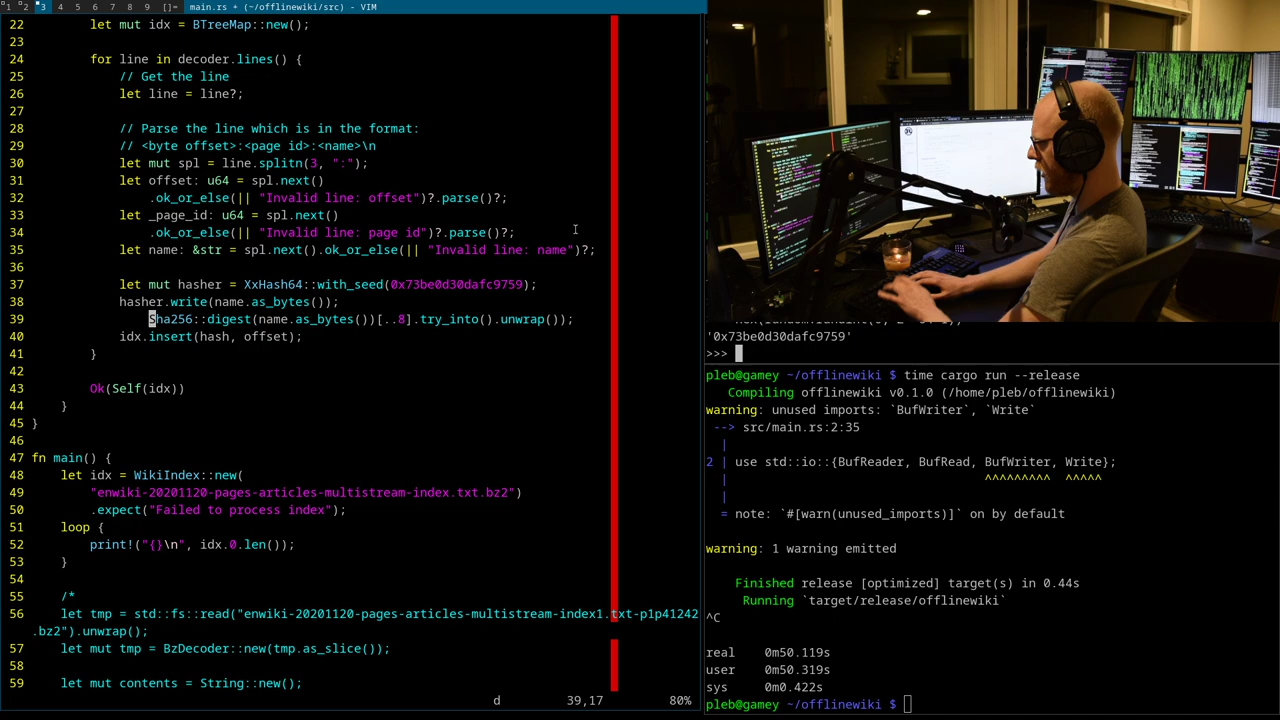 1 2 3 4 5 6 7 8 9 []= main.rs + (~/offlinewiki/src) - VIM
22 let mut idx = BTreeMap::new();
23
24 for line in decoder.lines() {
25 // Get the line
26 let line = line?;
27
28 // Parse the line which is in the format:
29 // <byte offset>:<page id>:<name>\n
30 let mut spl = line.splitn(3, ":");
31 let offset: u64 = spl.next()
32 .ok_or_else(|| "Invalid line: offset")?.parse()?;
33 let _page_id: u64 = spl.next()
34 .ok_or_else(|| "Invalid line: page id")?.parse()?;
35 let name: &str = spl.next().ok_or_else(|| "Invalid line: name")?;
36
37 let mut hasher = XxHash64::with_seed(0x73be0d30dafc9759);
38 hasher.write(name.as_bytes());
39 Sha256::digest(name.as_bytes())[..8].try_into().unwrap());
40 idx.insert(hash, offset);
41 }
42
43 Ok(Self(idx))
44 }
45 }
46
47 fn main() {
48 let idx = WikiIndex::new(
49 "enwiki-20201120-pages-articles-multistream-index.txt.bz2")
50 .expect("Failed to process index");
51 loop {
52 print!("{}\n", idx.0.len());
53 }
54
55 /*
56 let tmp = std::fs::read("enwiki-20201120-pages-articles-multistream-index1.txt-p1p41242
.bz2").unwrap();
57 let mut tmp = BzDecoder::new(tmp.as_slice());
58
59 let mut contents = String::new();
d 39,17 80%
'0x73be0d30dafc9759'
>>>
pleb@gamey ~/offlinewiki $ time cargo run --release
Compiling offlinewiki v0.1.0 (/home/pleb/offlinewiki)
warning: unused imports: `BufWriter`, `Write`
--> src/main.rs:2:35
|
2 | use std::io::{BufReader, BufRead, BufWriter, Write};
| ^^^^^^^^^ ^^^^^
|
= note: `#[warn(unused_imports)]` on by default
warning: 1 warning emitted
Finished release [optimized] target(s) in 0.44s
Running `target/release/offlinewiki`
^C
real 0m50.119s
user 0m50.319s
sys 0m0.422s
pleb@gamey ~/offlinewiki $